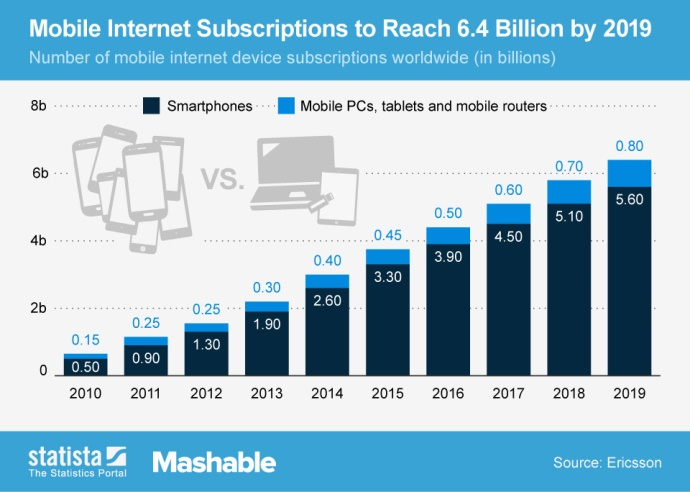 Mobile Internet Subscriptions to Reach 6.4 Billion by 2019
Number of mobile internet device subscriptions worldwide (in billions)
8b
Smartphones
Mobile PCs, tablets and mobile routers
VS.
6b
4b
2b
0
0.15
0.25
0.25
0.30
0.40
0.45
0.50
0.60
0.70
0.80
0.50
0.90
1.30
1.90
2.60
3.30
3.90
4.50
5.10
5.60
2010 2011 2012 2013 2014 2015 2016 2017 2018 2019
statista
The Statistics Portal
Mashable
Source: Ericsson